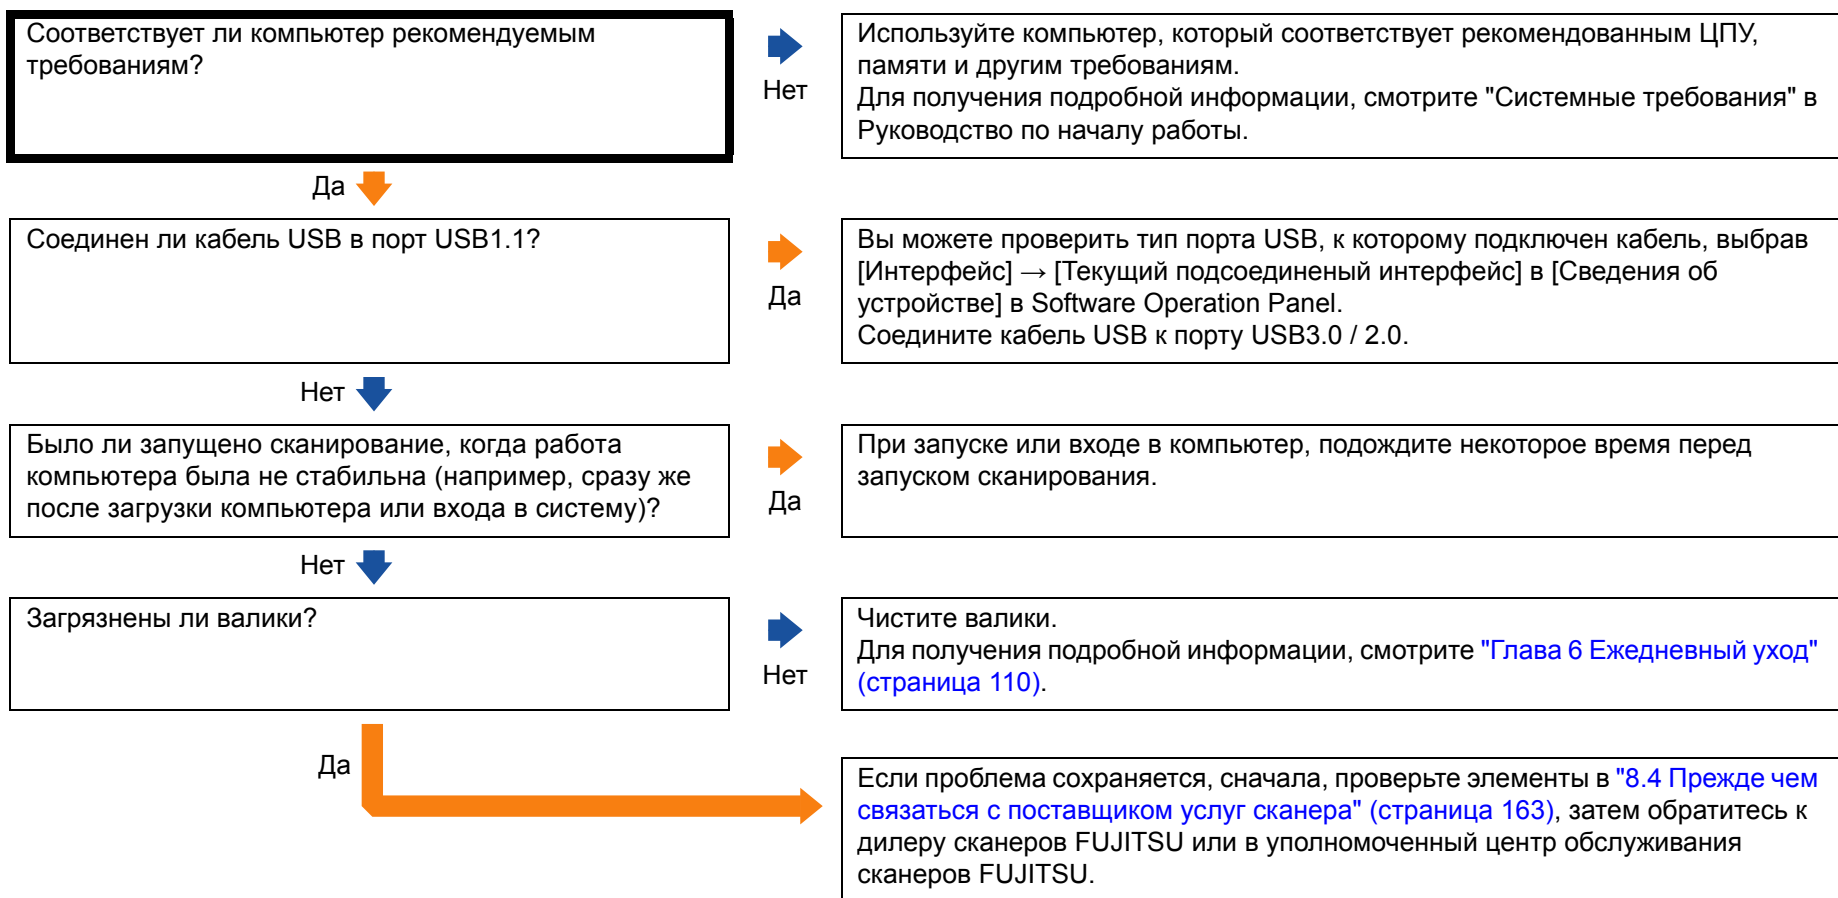 Соответствует ли компьютер рекомендуемым
требованиям?
Нет
Используйте компьютер, который соответствует рекомендованным ЦПУ,
памяти и другим требованиям.
Для получения подробной информации, смотрите "Системные требования" в
Руководство по началу работы.
Да
Соединен ли кабель USB в порт USB1.1?
Да
Вы можете проверить тип порта USB, к которому подключен кабель, выбрав
[Интерфейс] → [Текущий подсоединеный интерфейс] в [Сведения об
устройстве] в Software Operation Panel.
Соедините кабель USB к порту USB3.0 / 2.0.
Нет
Было ли запущено сканирование, когда работа
компьютера была не стабильна (например, сразу же
после загрузки компьютера или входа в систему)?
Да
При запуске или входе в компьютер, подождите некоторое время перед
запуском сканирования.
Нет
Загрязнены ли валики?
Нет
Чистите валики.
Для получения подробной информации, смотрите "Глава 6 Ежедневный уход"
(страница 110).
Да
Если проблема сохраняется, сначала, проверьте элементы в "8.4 Прежде чем
связаться с поставщиком услуг сканера" (страница 163), затем обратитесь к
дилеру сканеров FUJITSU или в уполномоченный центр обслуживания
сканеров FUJITSU.